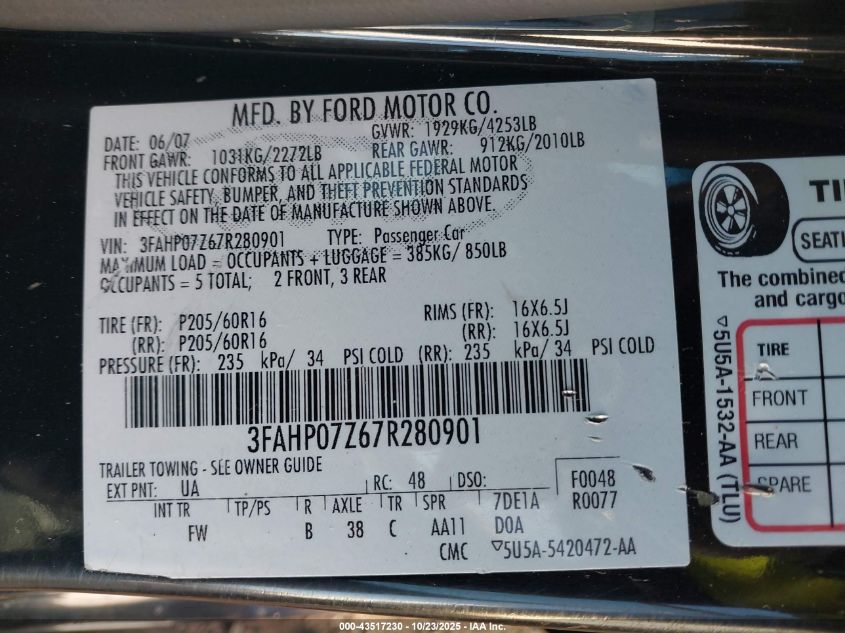 MFD. BY FORD MOTOR CO.
DATE: 06/07 GVWR: 1929KG/4253LB
FRONT GAWR: 1031KG/2272LB REAR GAWR: 912KG/2010LB
THIS VEHICLE CONFORMS TO ALL APPLICABLE FEDERAL MOTOR
VEHICLE SAFETY, BUMPER, AND THEFT PREVENTION STANDARDS
IN EFFECT ON THE DATE OF MANUFACTURE SHOWN ABOVE.
VIN: 3FAHP07Z67R280901 TYPE: Passenger Car
MAXIMUM LOAD = OCCUPANTS + LUGGAGE = 385KG/ 850LB
OCCUPANTS = 5 TOTAL; 2 FRONT, 3 REAR
TIRE (FR): P205/60R16 RIMS (FR): 16X6.5J
(RR): P205/60R16 (RR): 16X6.5J
PRESSURE (FR): 235 kPa/ 34 PSI COLD (RR): 235 kPa/ 34 PSI COLD
3FAHP07Z67R280901
TRAILER TOWING - SEE OWNER GUIDE
EXT PNT: UA RC: 48 DSO: F0048
INT TR TP/PS R AXLE TR SPR 7DE1A R0077
FW B 38 C AA11 D0A
CMC ▽5U5A-5420472-AA
TI
SEATI
The combined
and cargo
▽5U5A-1532-AA (TLU)
TIRE
FRONT
REAR
SPARE
000-43517230 - 10/23/2025 - IAA Inc.